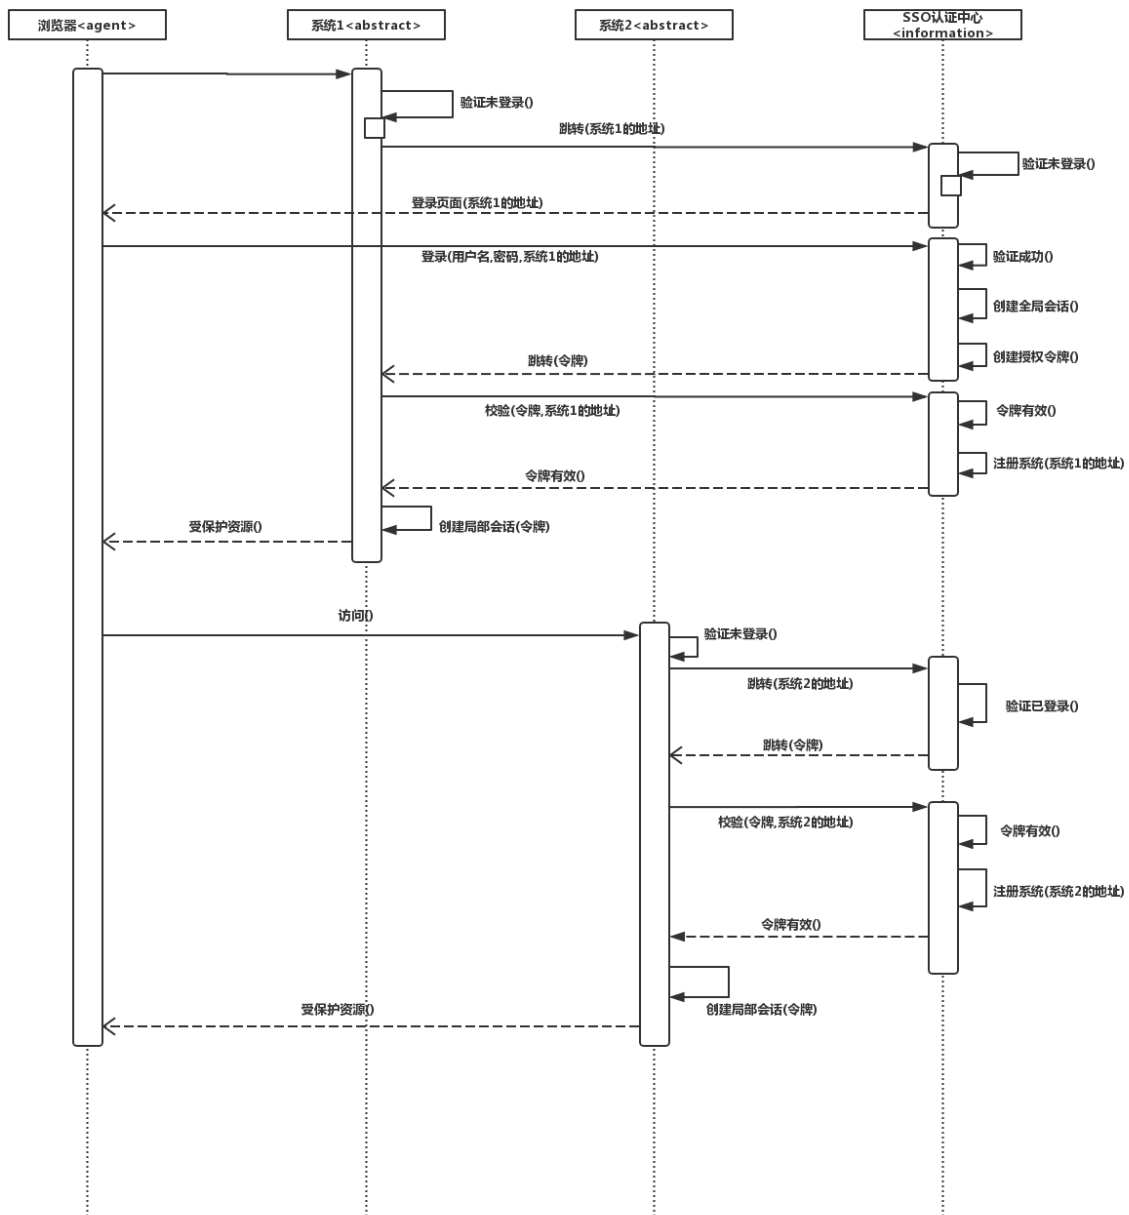 浏览器<agent>
系统1<abstract>
系统2<abstract>
SSO认证中心
<information>
验证未登录()
跳转(系统1的地址)
验证未登录()
登录页面(系统1的地址)
登录(用户名,密码,系统1的地址)
验证成功()
创建全局会话()
创建授权令牌()
跳转(令牌)
校验(令牌,系统1的地址)
令牌有效()
注册系统(系统1的地址)
令牌有效()
创建局部会话(令牌)
受保护资源()
访问()
验证未登录()
跳转(系统2的地址)
验证已登录()
跳转(令牌)
校验(令牌,系统2的地址)
令牌有效()
注册系统(系统2的地址)
令牌有效()
创建局部会话(令牌)
受保护资源()